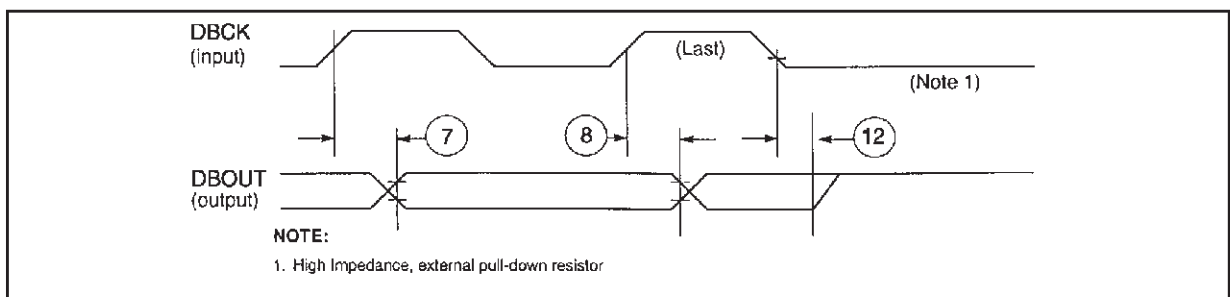 DBCK
(input)
(Last)
(Note 1)
7
8
12
DBOUT
(output)
NOTE:
1. High Impedance, external pull-down resistor